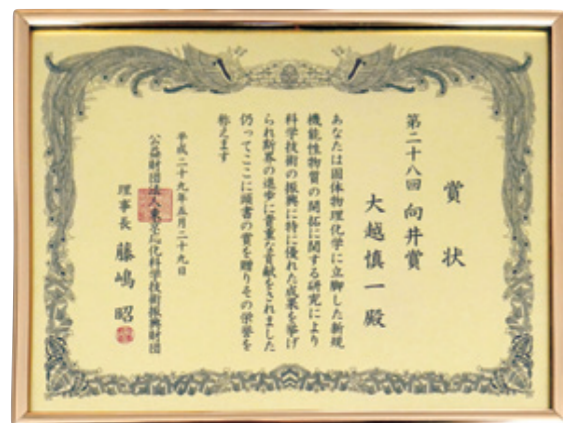 賞状
第二十八回 向井賞
大越慎一殿
あなたは固体物理化学に立脚した新規
機能性物質の開拓に関する研究により
科学技術の振興に特に優れた成果を挙げ
られ斯界の進歩に貴重な貢献をされました
仍ってここに頭書の賞を贈りその栄誉を
称えます
平成二十九年五月二十九日
公益財団法人東京応化科学技術振興財団
理事長 藤嶋昭